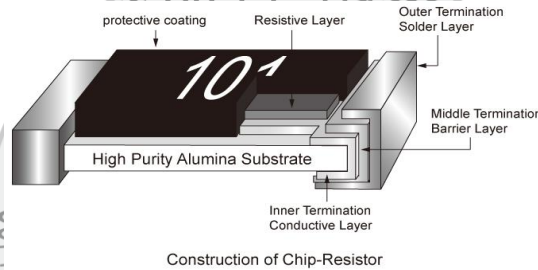 protective coating
Resistive Layer
Outer Termination
Solder Layer
101
Middle Termination
Barrier Layer
High Purity Alumina Substrate
Inner Termination
Conductive Layer
Construction of Chip-Resistor